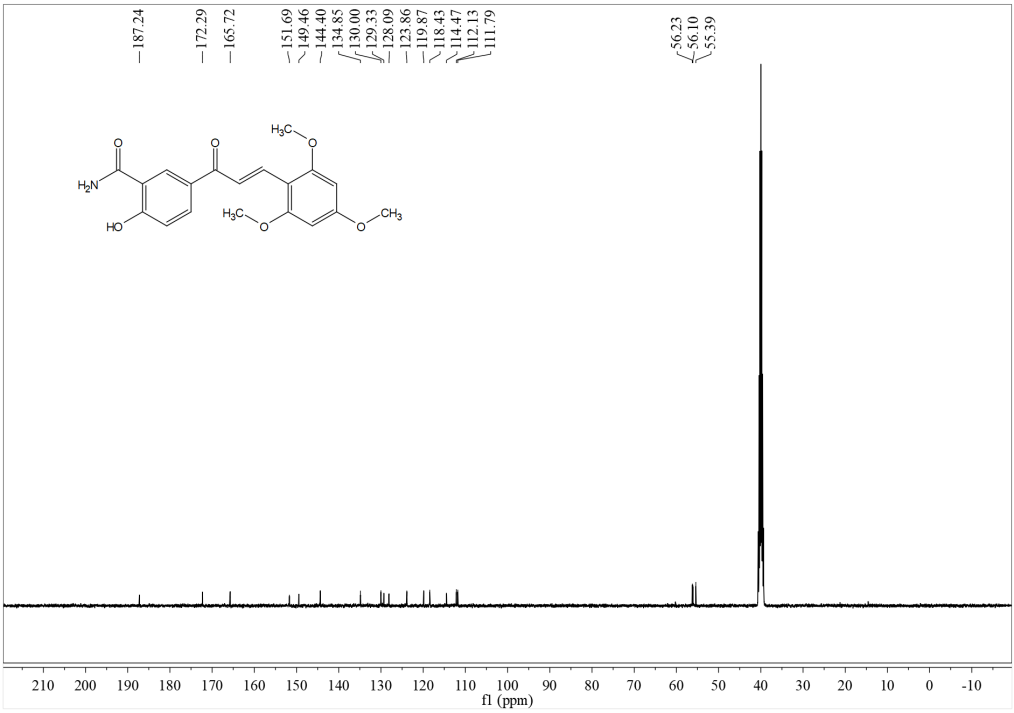 187.24
172.29
165.72
151.69
149.46
144.40
134.85
130.00
129.33
128.09
123.86
119.87
118.43
114.47
112.13
111.79
56.23
56.10
55.39
H₃C
O
O
O
H₂N
HO
H₃C
O
O
CH₃
210 200 190 180 170 160 150 140 130 120 110 100 90 80 70 60 50 40 30 20 10 0 -10
f1 (ppm)